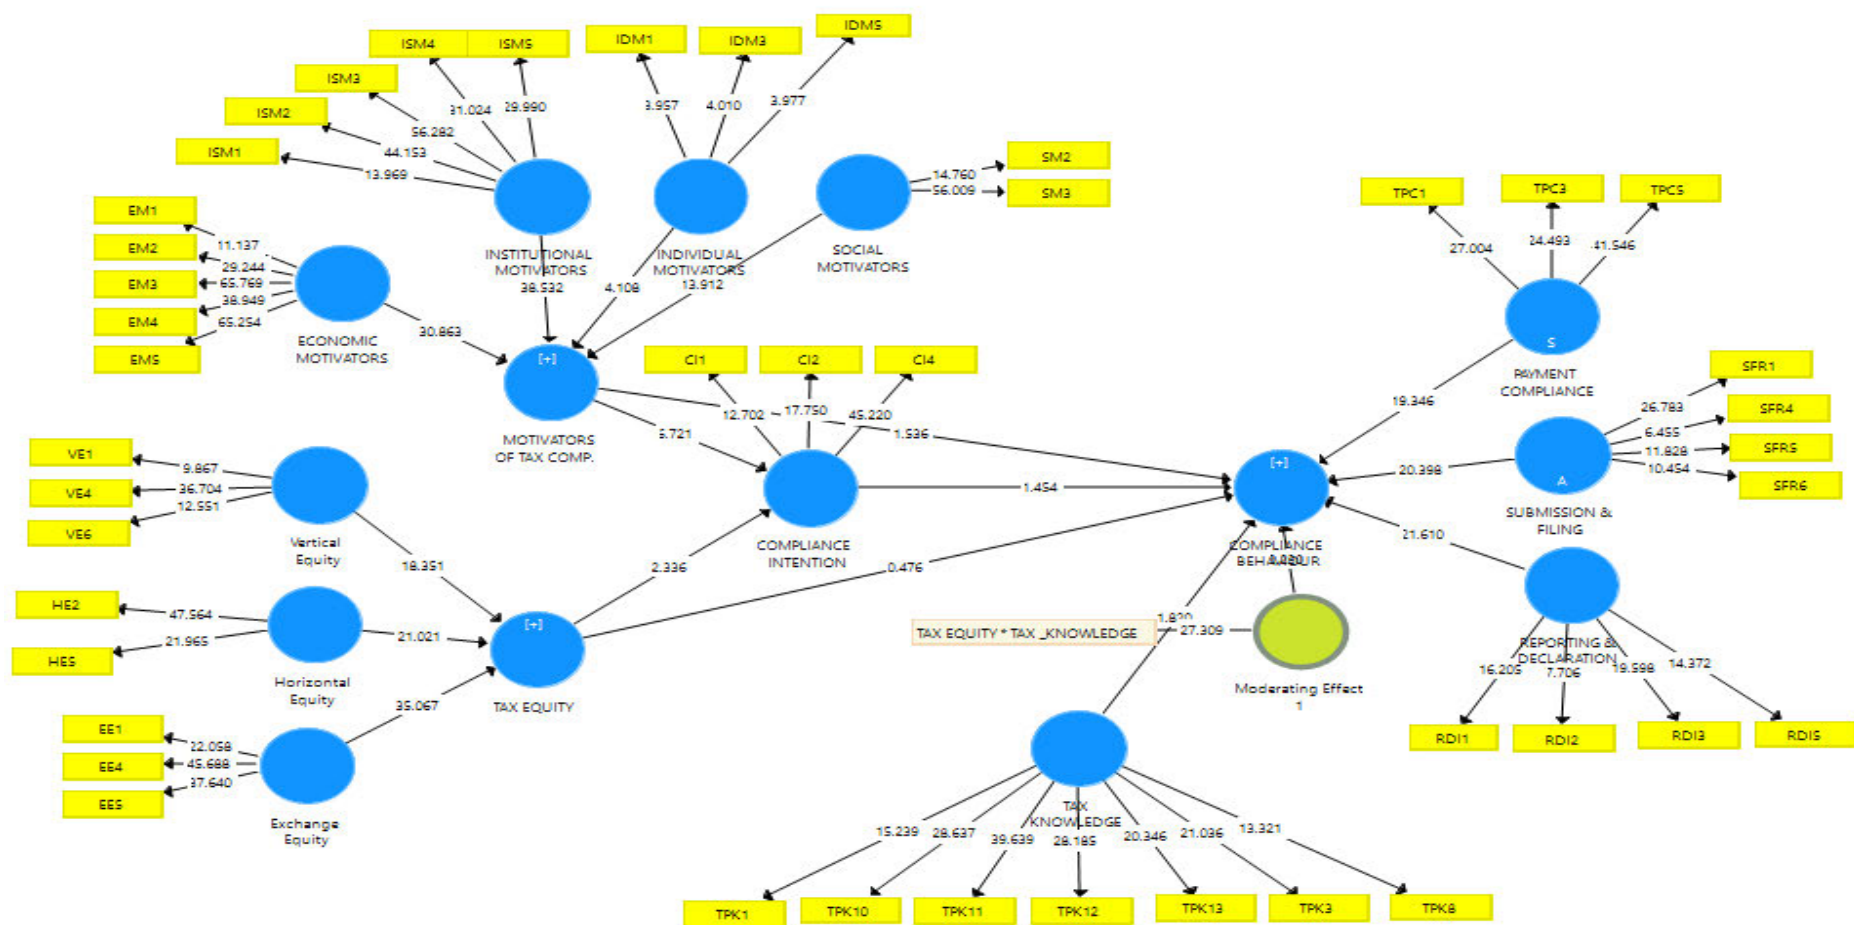 IDM5
ISM4
ISM5
IDM1
IDM3
ISM3
ISM2
ISM1
31.024
29.990
3.957
4.010
3.977
56.282
44.153
13.969
SM2
SM3
14.760
56.009
TPC1
TPC3
TPC5
27.004
24.493
41.546
EM1
EM2
EM3
EM4
EM5
11.137
29.244
65.769
38.949
65.254
INSTITUTIONAL
MOTIVATORS
INDIVIDUAL
MOTIVATORS
SOCIAL
MOTIVATORS
38.532
4.108
13.912
ECONOMIC
MOTIVATORS
30.863
[+]
MOTIVATORS
OF TAX COMP.
CI1
CI2
CI4
12.702
17.750
45.220
1.536
5.721
S
PAYMENT
COMPLIANCE
19.346
SFR1
SFR4
SFR5
SFR6
26.783
6.455
11.828
10.454
A
SUBMISSION &
FILING
20.398
VE1
VE4
VE6
9.867
36.704
12.551
Vertical
Equity
18.351
COMPLIANCE
INTENTION
1.454
[+]
COMPLIANCE
BEHAVIOUR
21.610
2.336
0.476
HE2
HE5
47.564
21.965
Horizontal
Equity
21.021
[+]
TAX EQUITY
TAX EQUITY * TAX _KNOWLEDGE
27.309
Moderating Effect
1
REPORTING &
DECLARATION
16.205
7.706
19.598
14.372
RDI1
RDI2
RDI3
RDI5
EE1
EE4
EE5
22.058
45.688
37.640
Exchange
Equity
35.067
TAX
KNOWLEDGE
15.239
28.637
39.639
28.185
20.346
21.036
13.321
TPK1
TPK10
TPK11
TPK12
TPK13
TPK3
TPK8